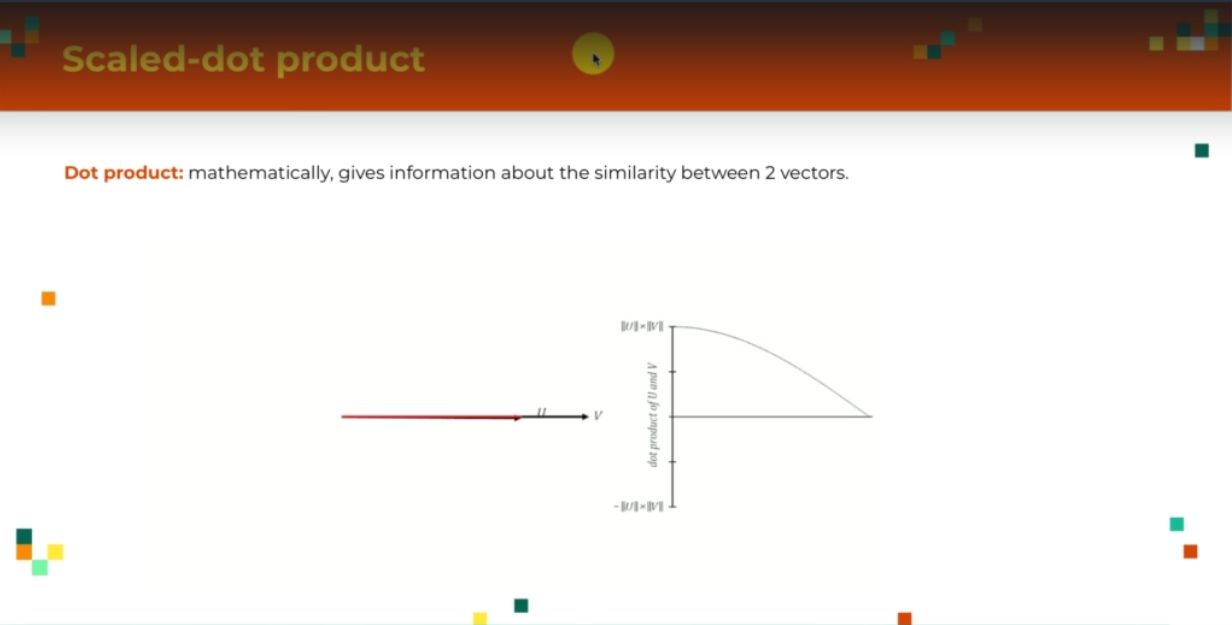 Scaled-dot product
Dot product: mathematically, gives information about the similarity between 2 vectors.
‖U‖×‖V‖
dot product of U and V
U
V
-‖U‖×‖V‖